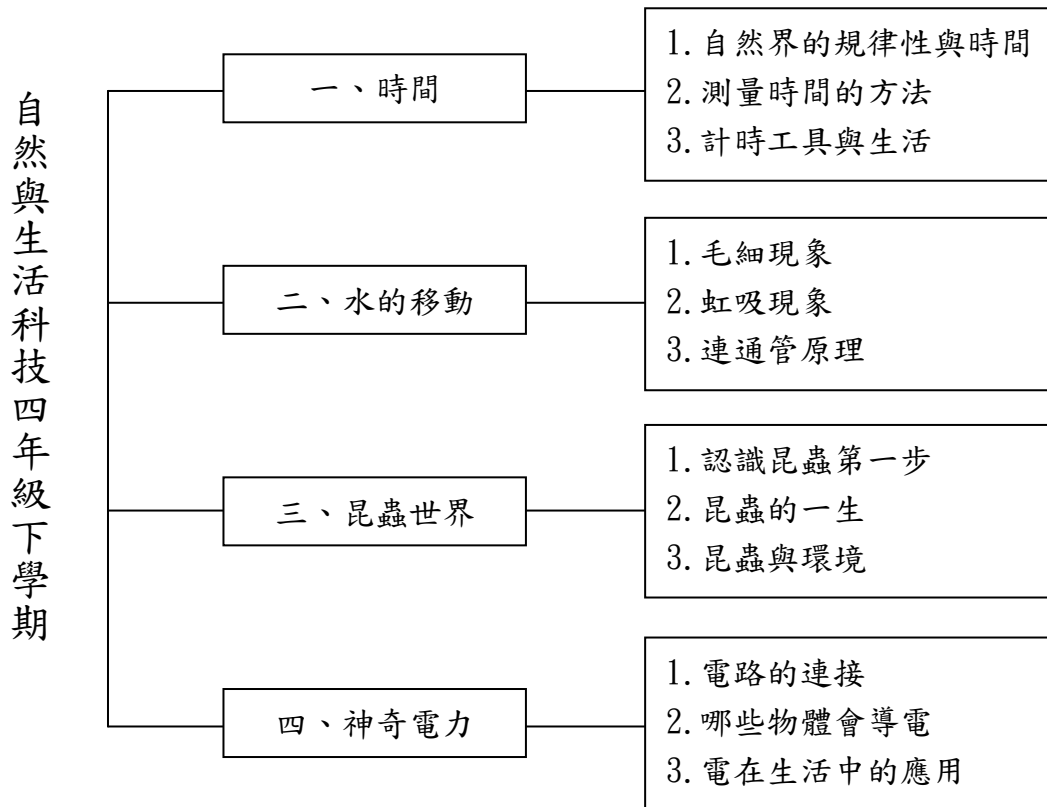 自然與生活科技四年級下學期
一、時間
1.自然界的規律性與時間
2.測量時間的方法
3.計時工具與生活
二、水的移動
1.毛細現象
2.虹吸現象
3.連通管原理
三、昆蟲世界
1.認識昆蟲第一步
2.昆蟲的一生
3.昆蟲與環境
四、神奇電力
1.電路的連接
2.哪些物體會導電
3.電在生活中的應用